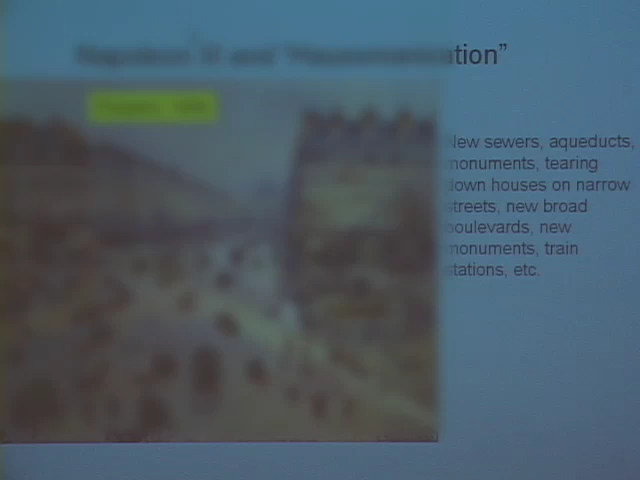 Napoleon III and
New sewers, aqueducts,
monuments, tearing
down houses on narrow
streets, new broad
boulevards, new
monuments, train
stations, etc.